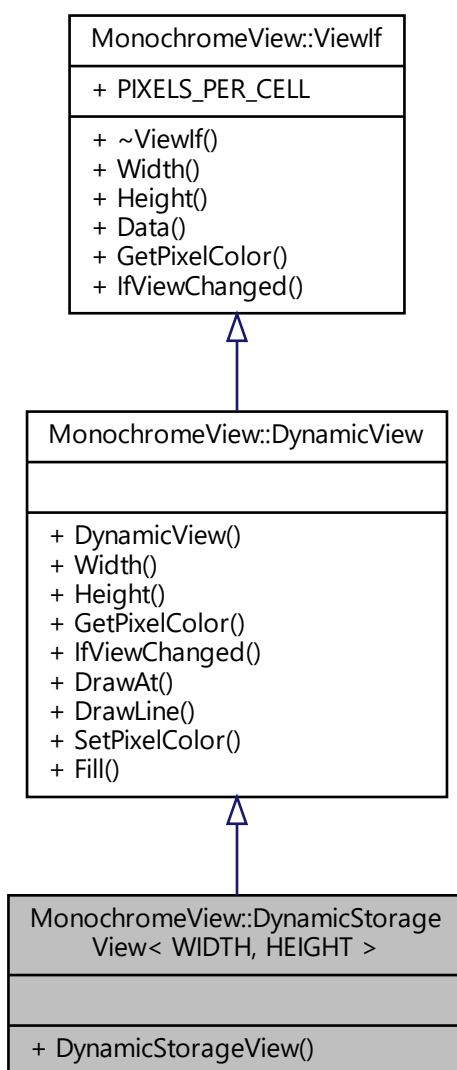 MonochromeView::ViewIf
+ PIXELS_PER_CELL
+ ~ViewIf()
+ Width()
+ Height()
+ Data()
+ GetPixelColor()
+ IfViewChanged()
MonochromeView::DynamicView
+ DynamicView()
+ Width()
+ Height()
+ GetPixelColor()
+ IfViewChanged()
+ DrawAt()
+ DrawLine()
+ SetPixelColor()
+ Fill()
MonochromeView::DynamicStorage
View< WIDTH, HEIGHT >
+ DynamicStorageView()